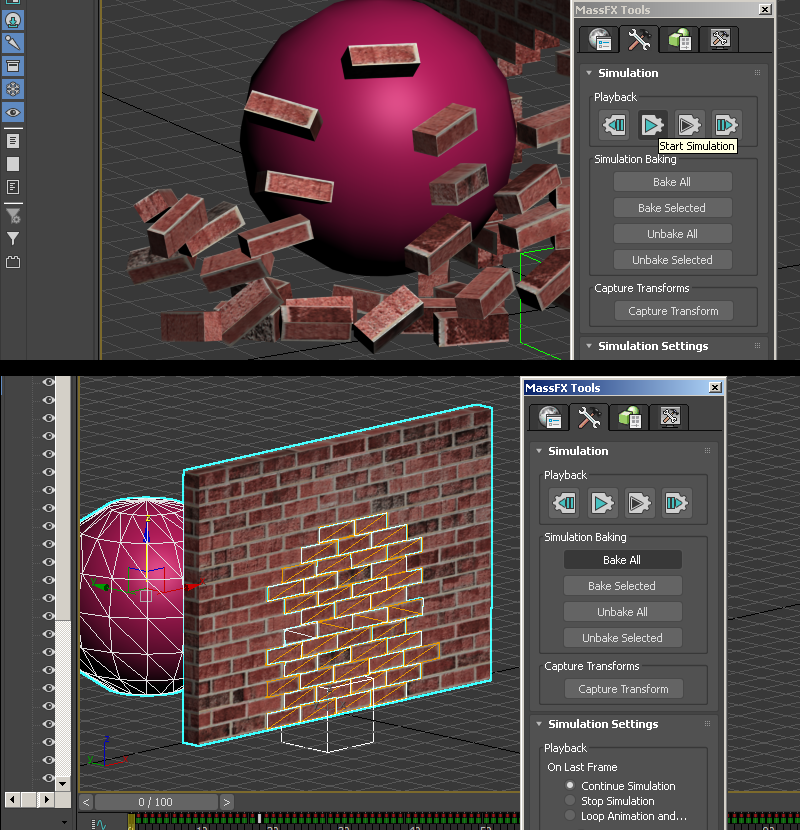 MassFX Tools
Simulation
Playback
Start Simulation
Simulation Baking
Bake All
Bake Selected
Unbake All
Unbake Selected
Capture Transforms
Capture Transform
Simulation Settings
MassFX Tools
Simulation
Playback
Simulation Baking
Bake All
Bake Selected
Unbake All
Unbake Selected
Capture Transforms
Capture Transform
Simulation Settings
Playback
On Last Frame
Continue Simulation
Stop Simulation
Loop Animation and...
z
y
z
y
< 0 / 100 >